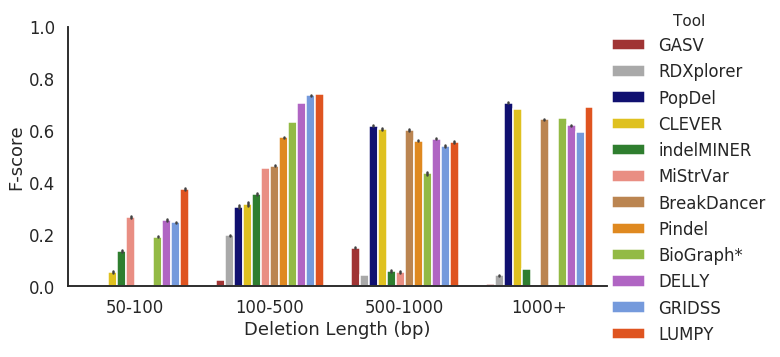 Tool
GASV
RDXplorer
PopDel
CLEVER
indelMINER
MiStrVar
BreakDancer
Pindel
BioGraph*
DELLY
GRIDSS
LUMPY
F-score
1.0
0.8
0.6
0.4
0.2
0.0
50-100
100-500
500-1000
1000+
Deletion Length (bp)